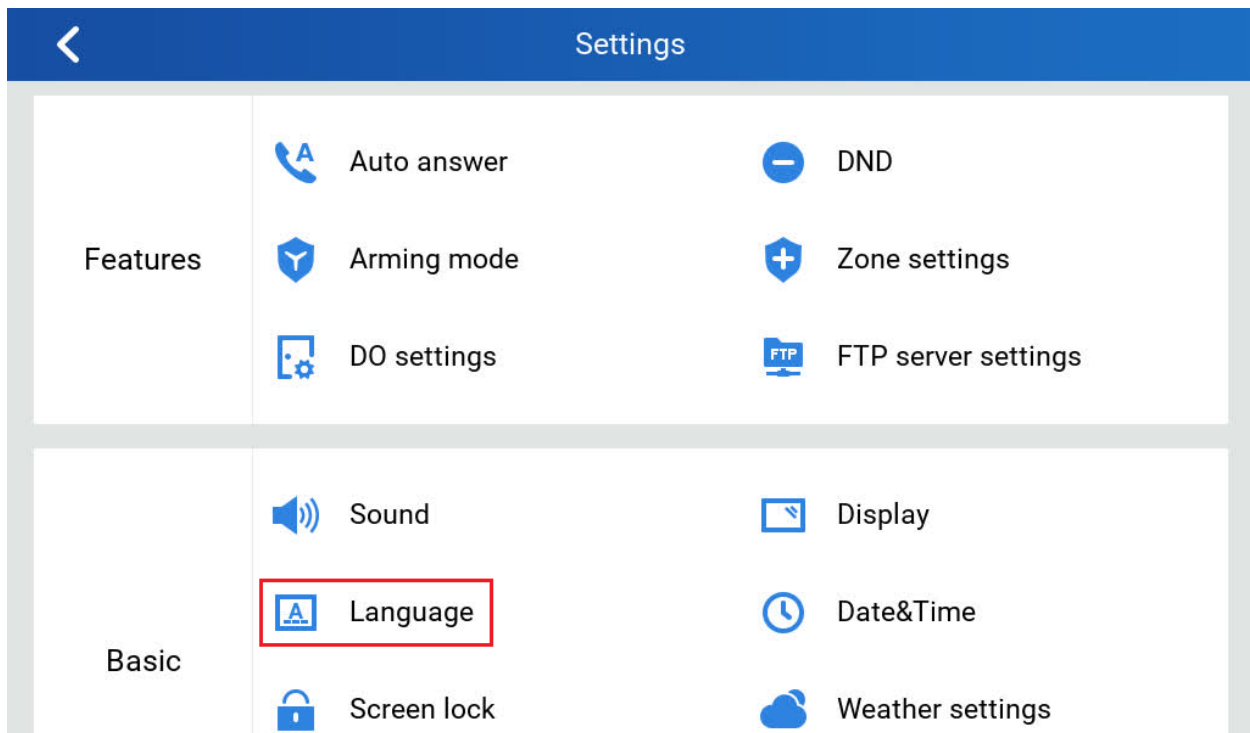 Settings
Features
A Auto answer
DND
Arming mode
Zone settings
DO settings
FTP FTP server settings
Basic
Sound
Display
A Language
Date&Time
Screen lock
Weather settings